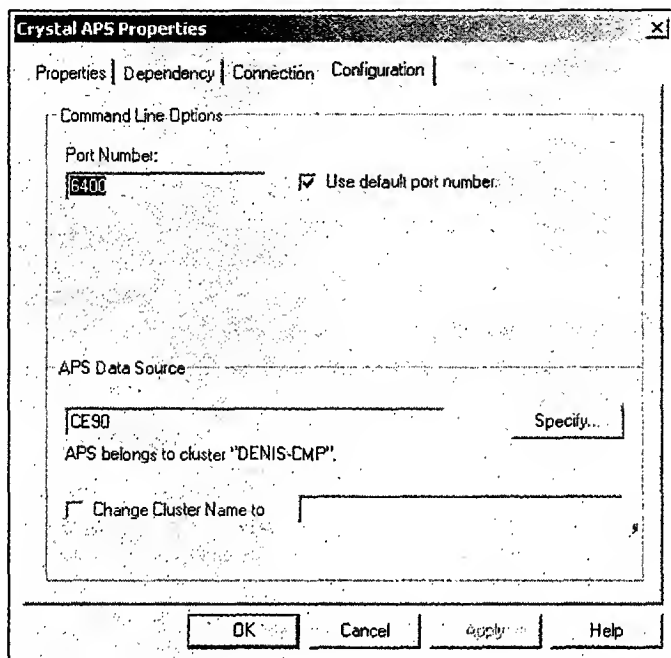 Crystal APS Properties
Properties Dependency Connection Configuration
Command Line Options
Port Number:
6400 Use default port number.
APS Data Source
CE90 Specify...
APS belongs to cluster "DENIS-CMP".
Change Cluster Name to
OK Cancel Apply Help